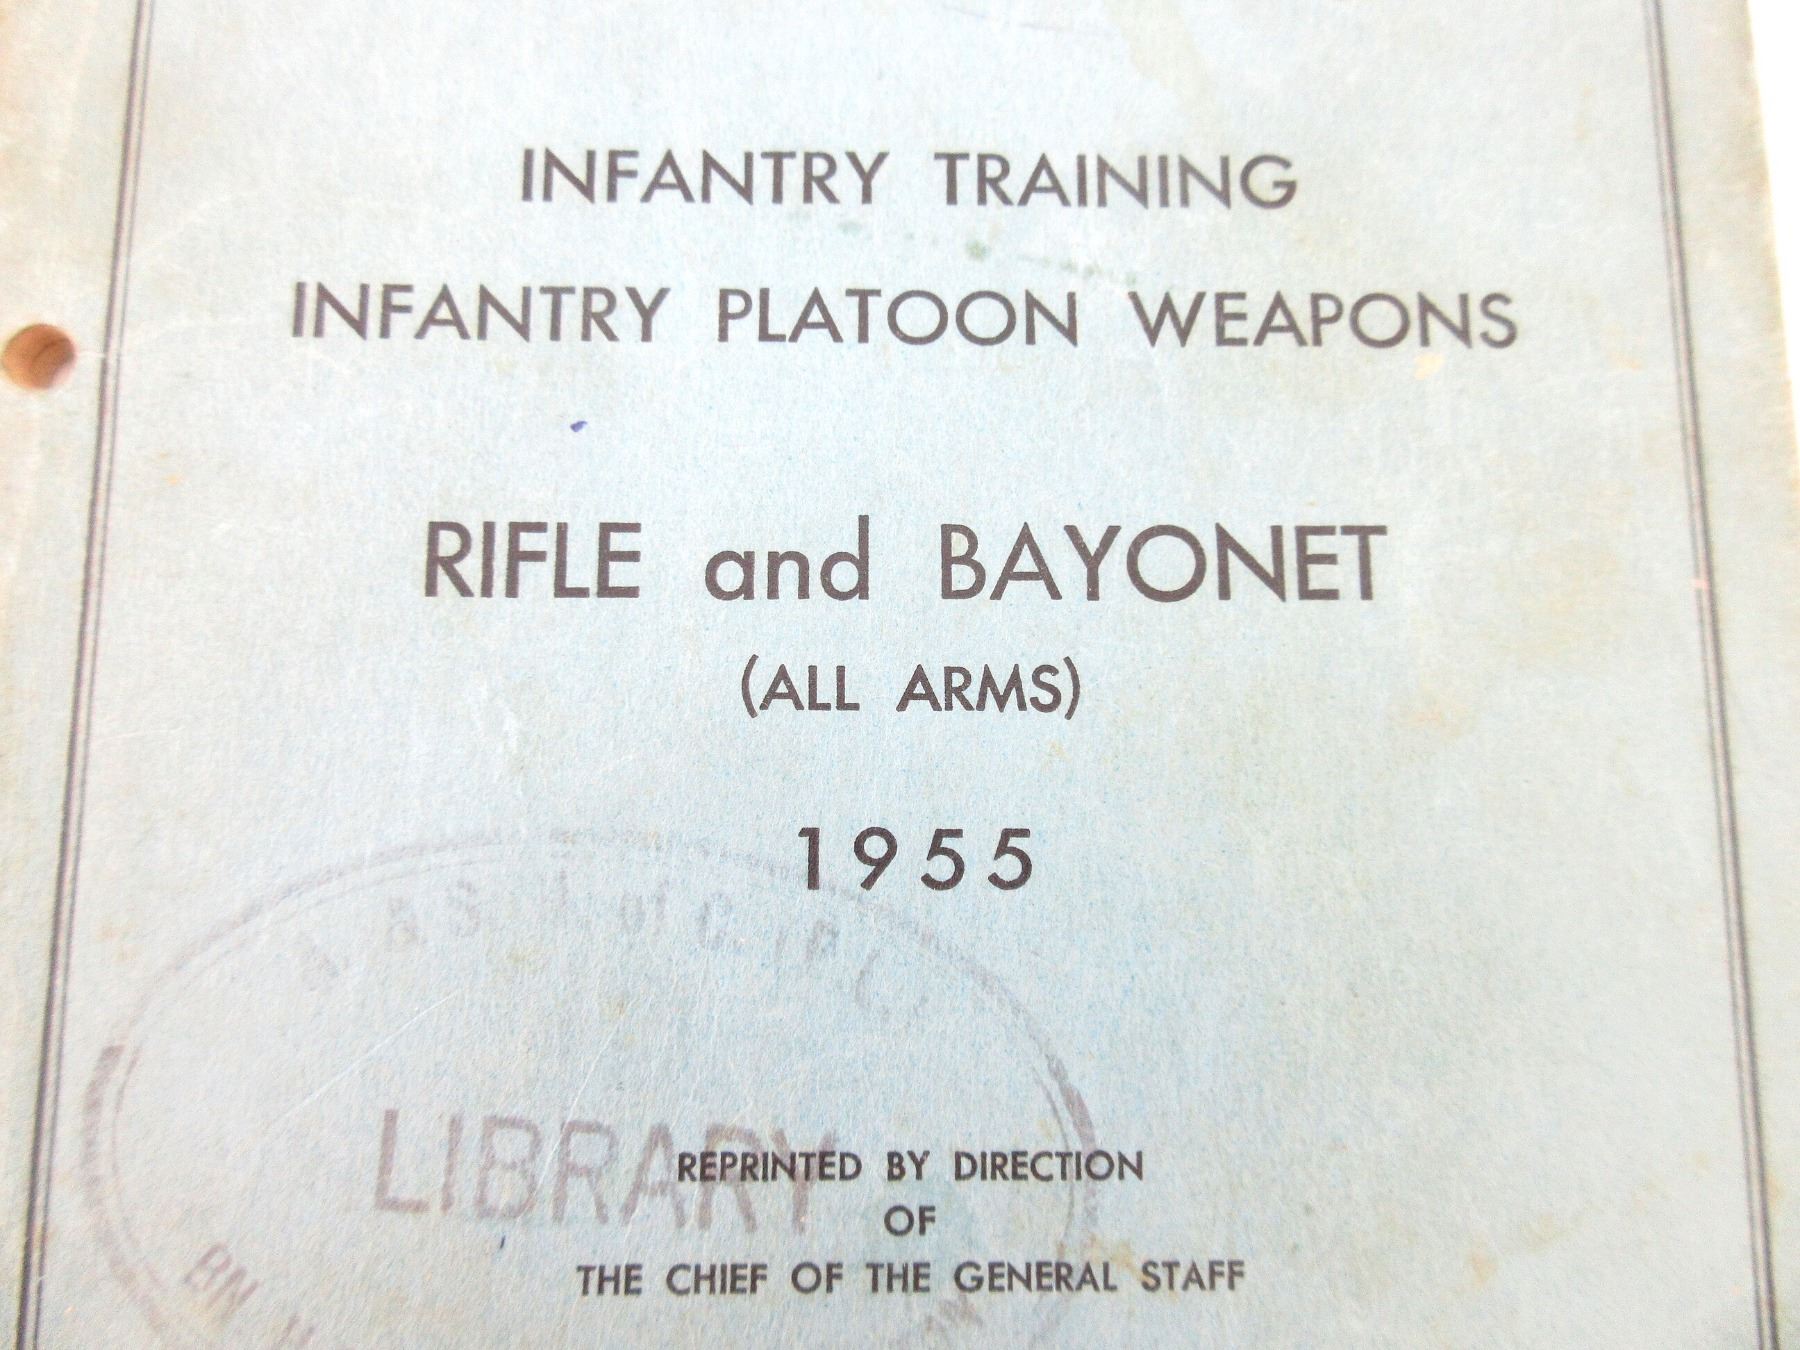 INFANTRY TRAINING
INFANTRY PLATOON WEAPONS
RIFLE and BAYONET
(ALL ARMS)
1955
LIBRARY
REPRINTED BY DIRECTION
OF
THE CHIEF OF THE GENERAL STAFF
BN